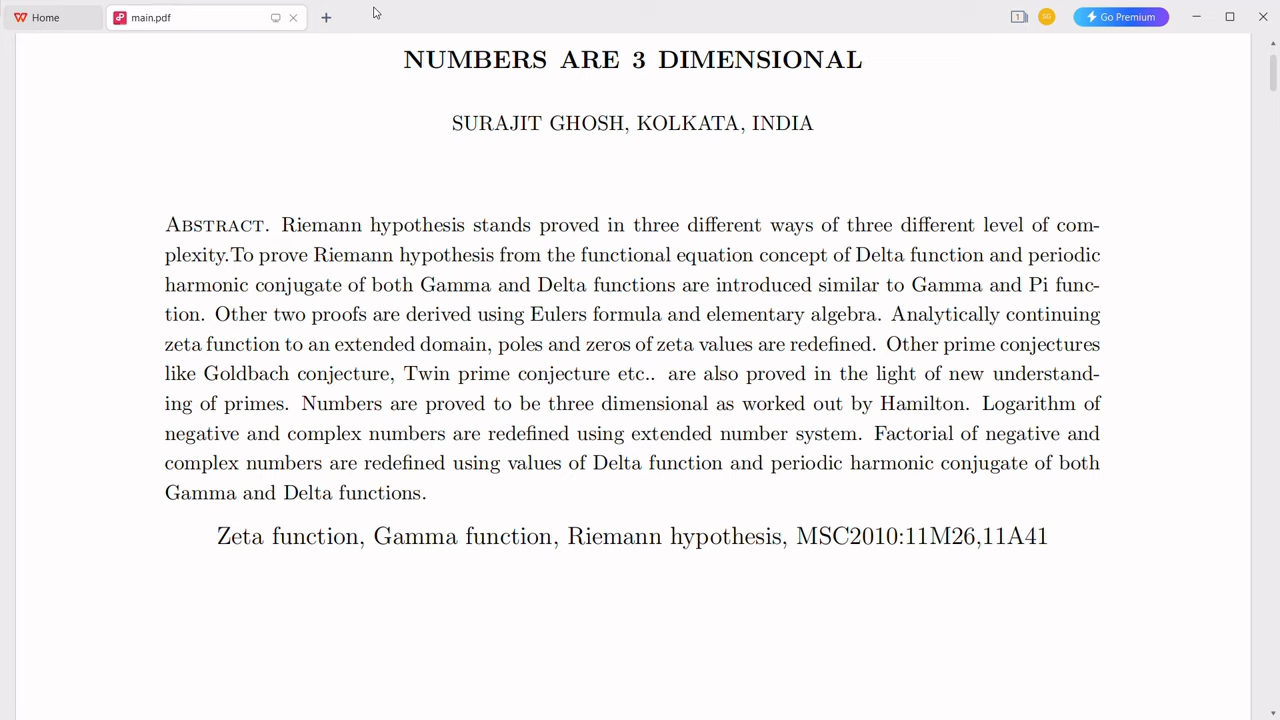 Home
main.pdf
1
SG
Go Premium
NUMBERS ARE 3 DIMENSIONAL
SURAJIT GHOSH, KOLKATA, INDIA
Abstract. Riemann hypothesis stands proved in three different ways of three different level of com-
plexity.To prove Riemann hypothesis from the functional equation concept of Delta function and periodic
harmonic conjugate of both Gamma and Delta functions are introduced similar to Gamma and Pi func-
tion. Other two proofs are derived using Eulers formula and elementary algebra. Analytically continuing
zeta function to an extended domain, poles and zeros of zeta values are redefined. Other prime conjectures
like Goldbach conjecture, Twin prime conjecture etc.. are also proved in the light of new understand-
ing of primes. Numbers are proved to be three dimensional as worked out by Hamilton. Logarithm of
negative and complex numbers are redefined using extended number system. Factorial of negative and
complex numbers are redefined using values of Delta function and periodic harmonic conjugate of both
Gamma and Delta functions.
Zeta function, Gamma function, Riemann hypothesis, MSC2010:11M26,11A41